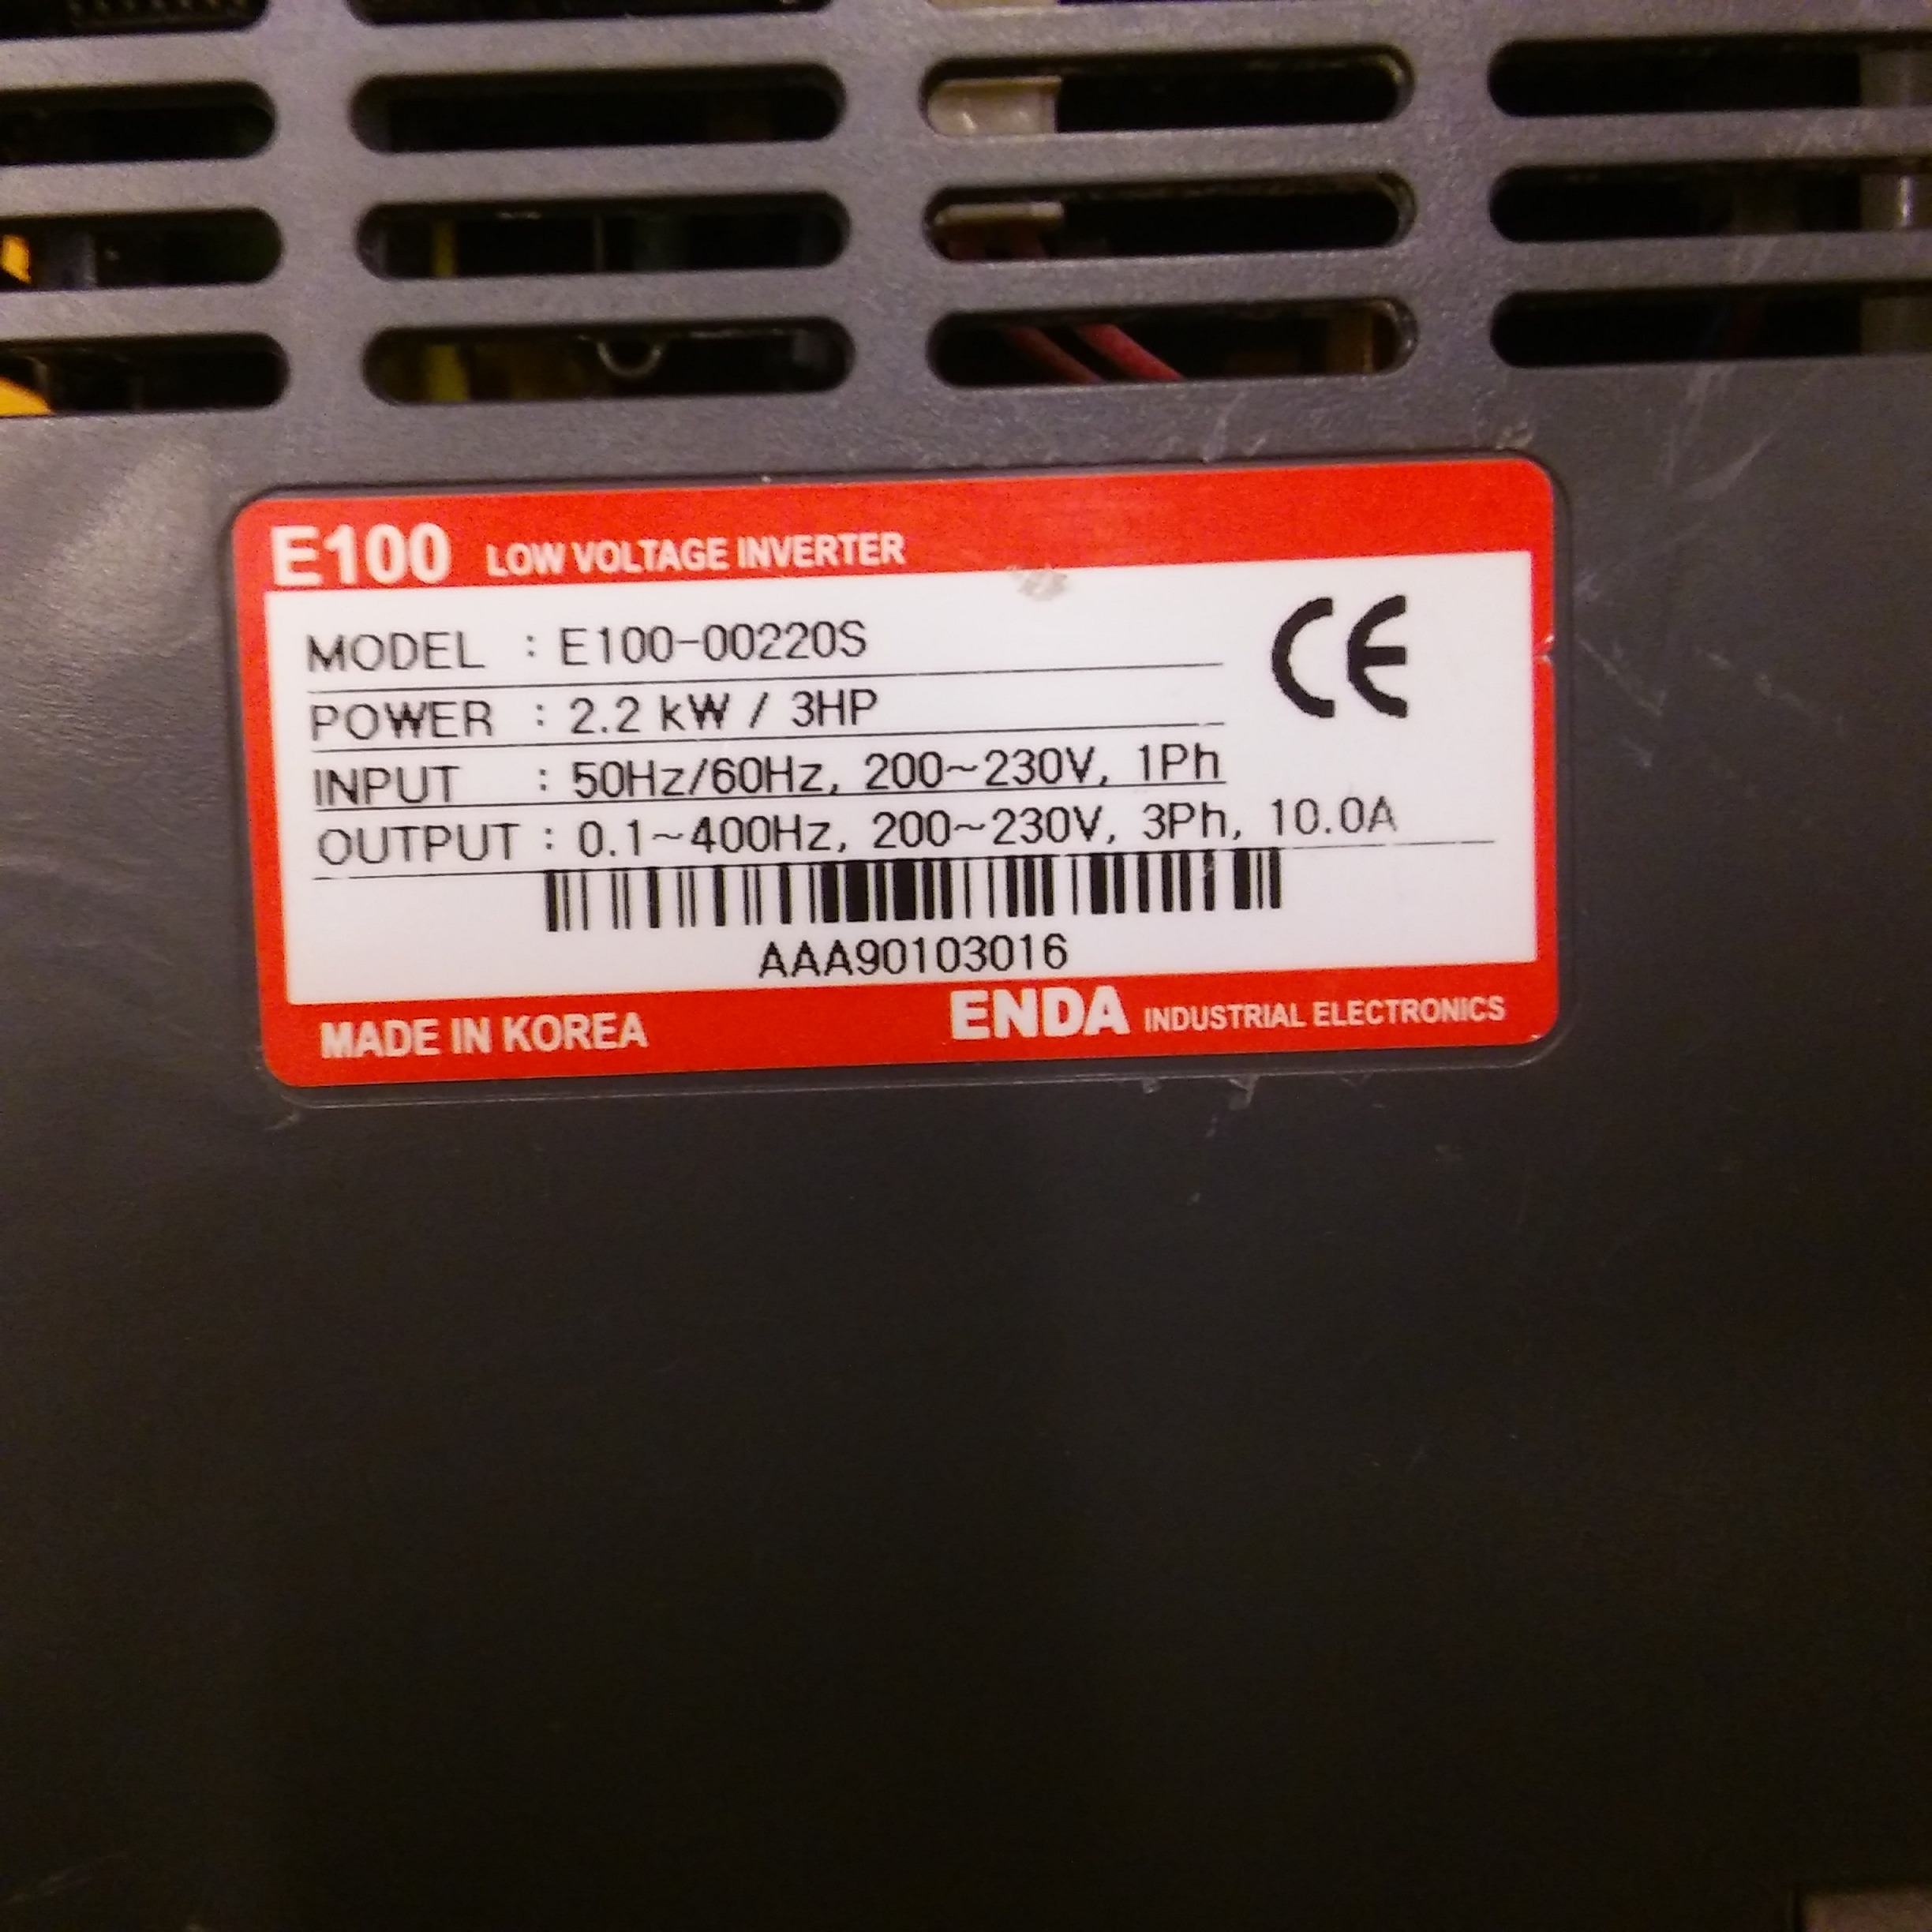 E100 LOW VOLTAGE INVERTER
MODEL : E100-00220S
POWER : 2.2 kW / 3HP
INPUT : 50Hz/60Hz, 200~230V, 1Ph
OUTPUT : 0.1~400Hz, 200~230V, 3Ph, 10.0A
CE
AAA90103016
MADE IN KOREA ENDA INDUSTRIAL ELECTRONICS